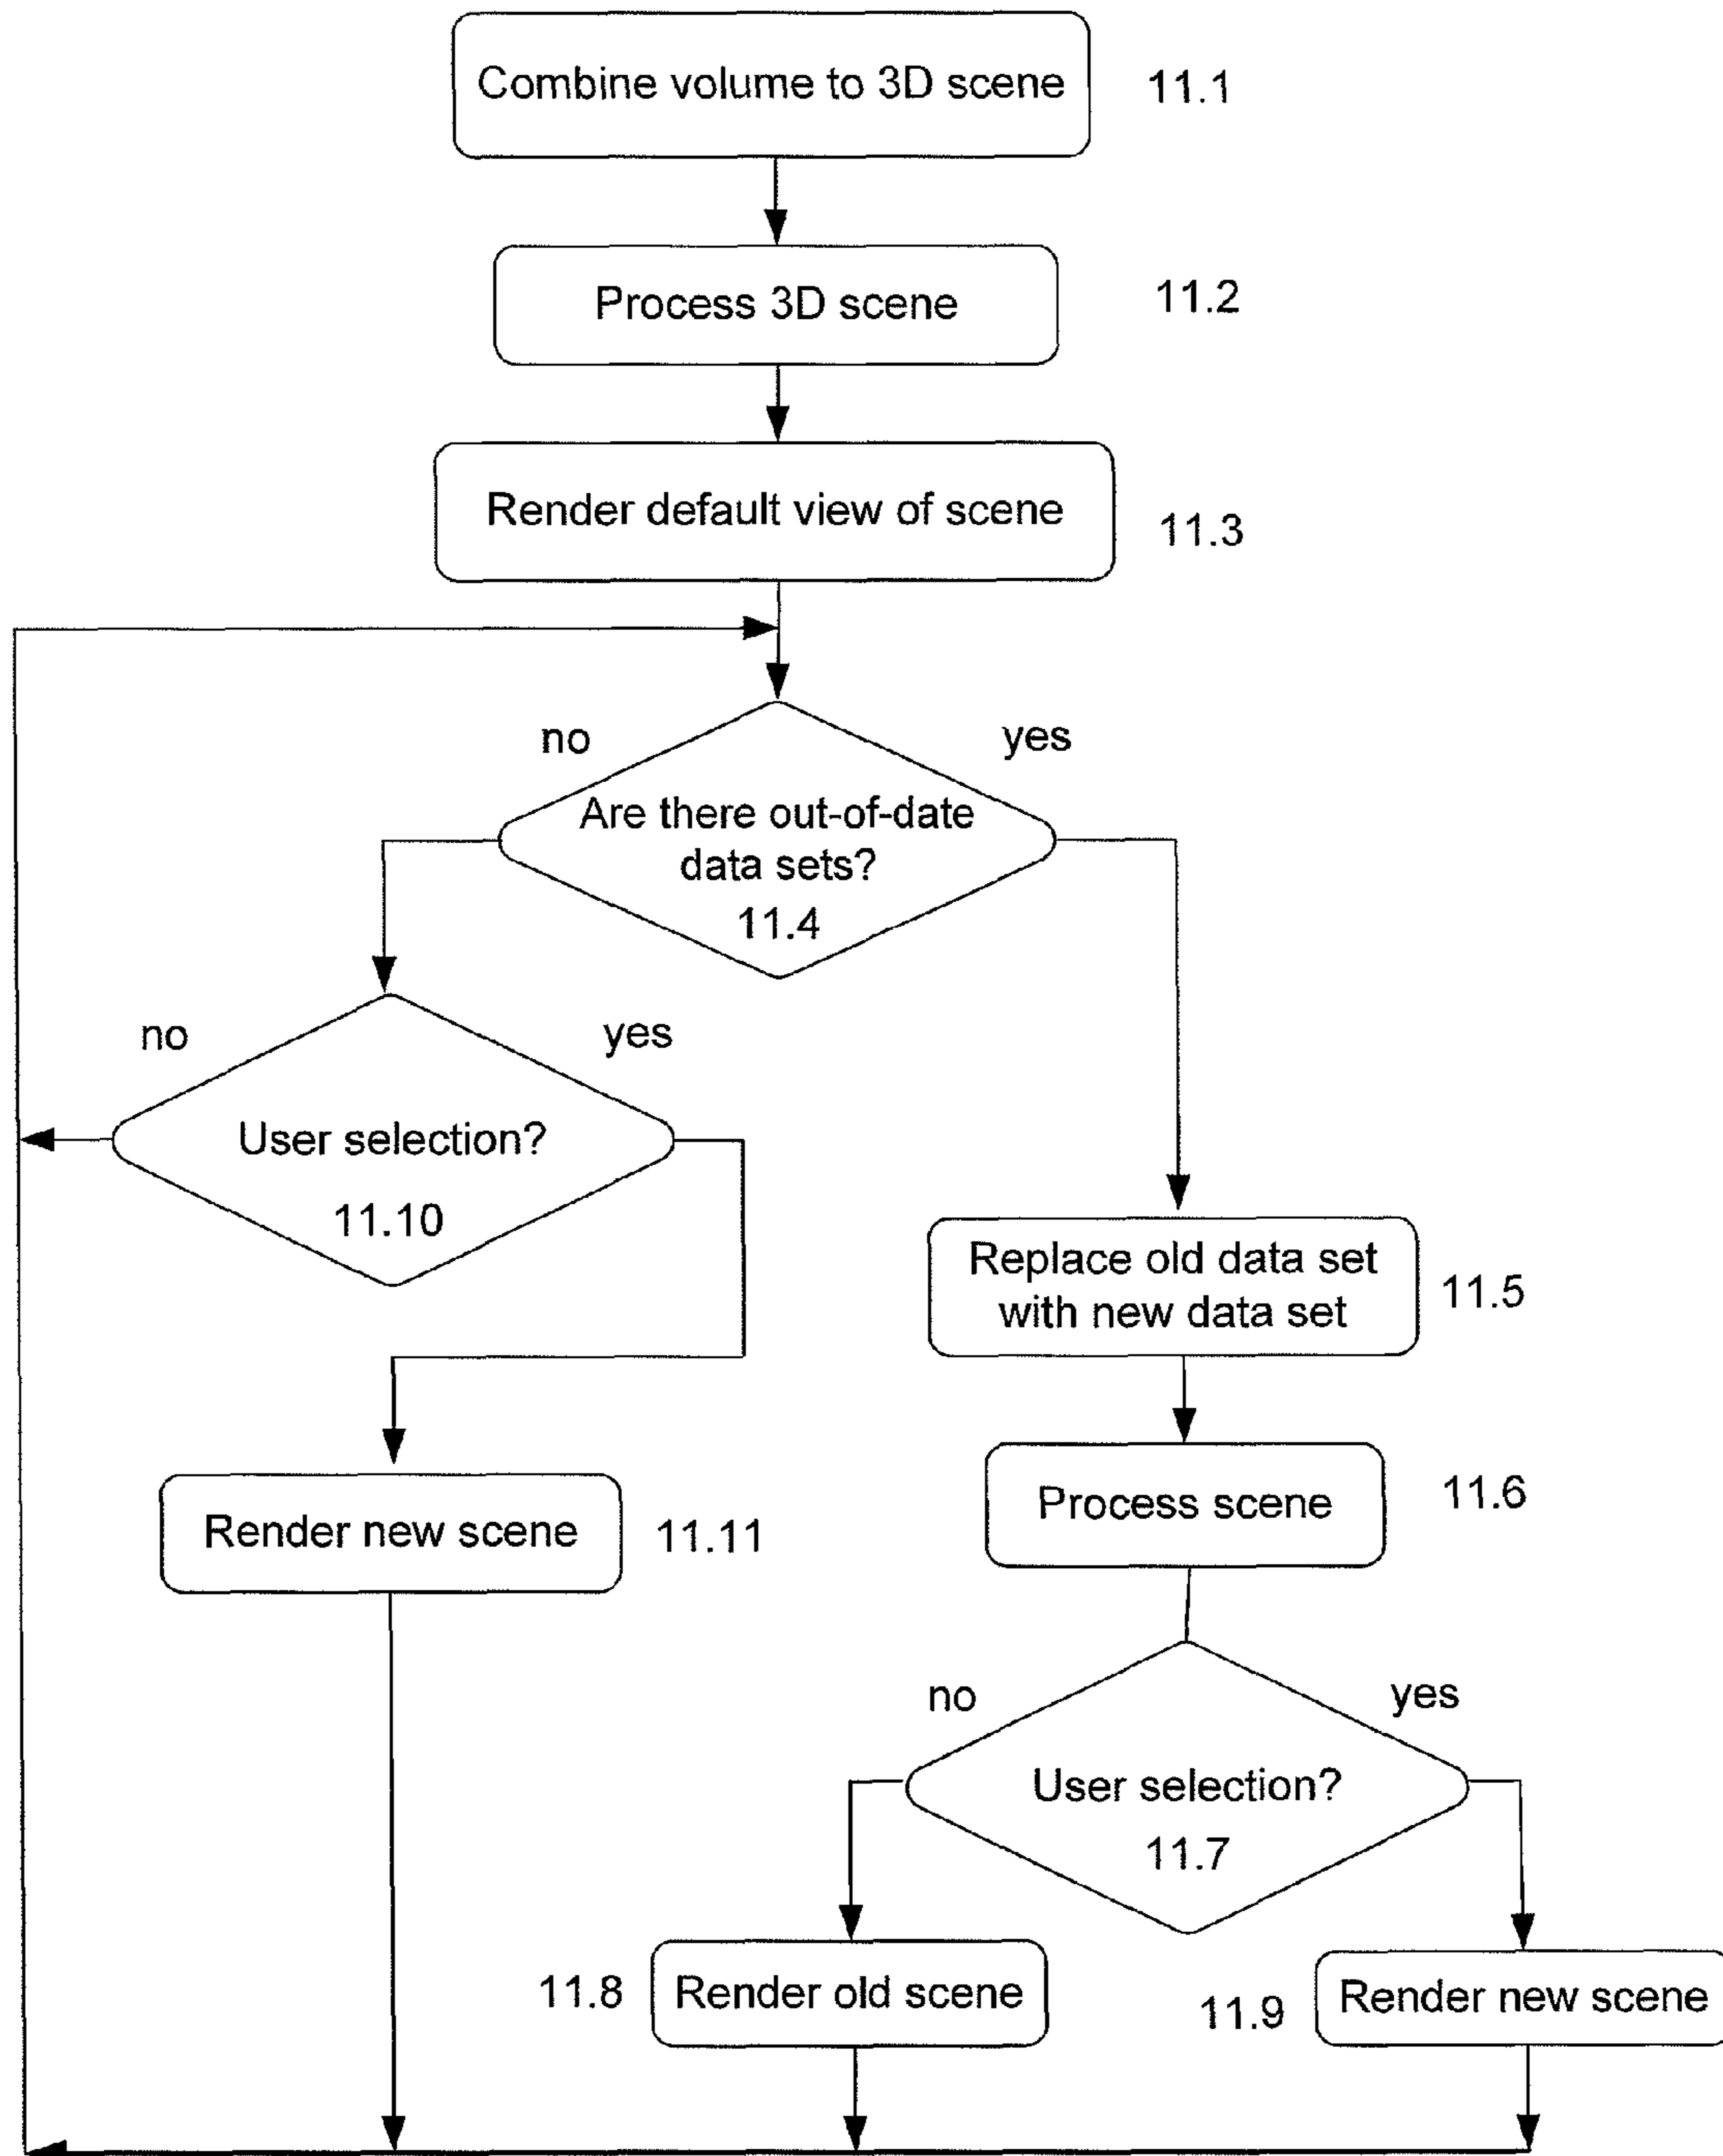 Combine volume to 3D scene
11.1
Process 3D scene
11.2
Render default view of scene
11.3
no
yes
Are there out-of-date
data sets?
11.4
no
yes
User selection?
11.10
Replace old data set
with new data set
11.5
Render new scene
11.11
Process scene
11.6
no
yes
User selection?
11.7
11.8
Render old scene
11.9
Render new scene